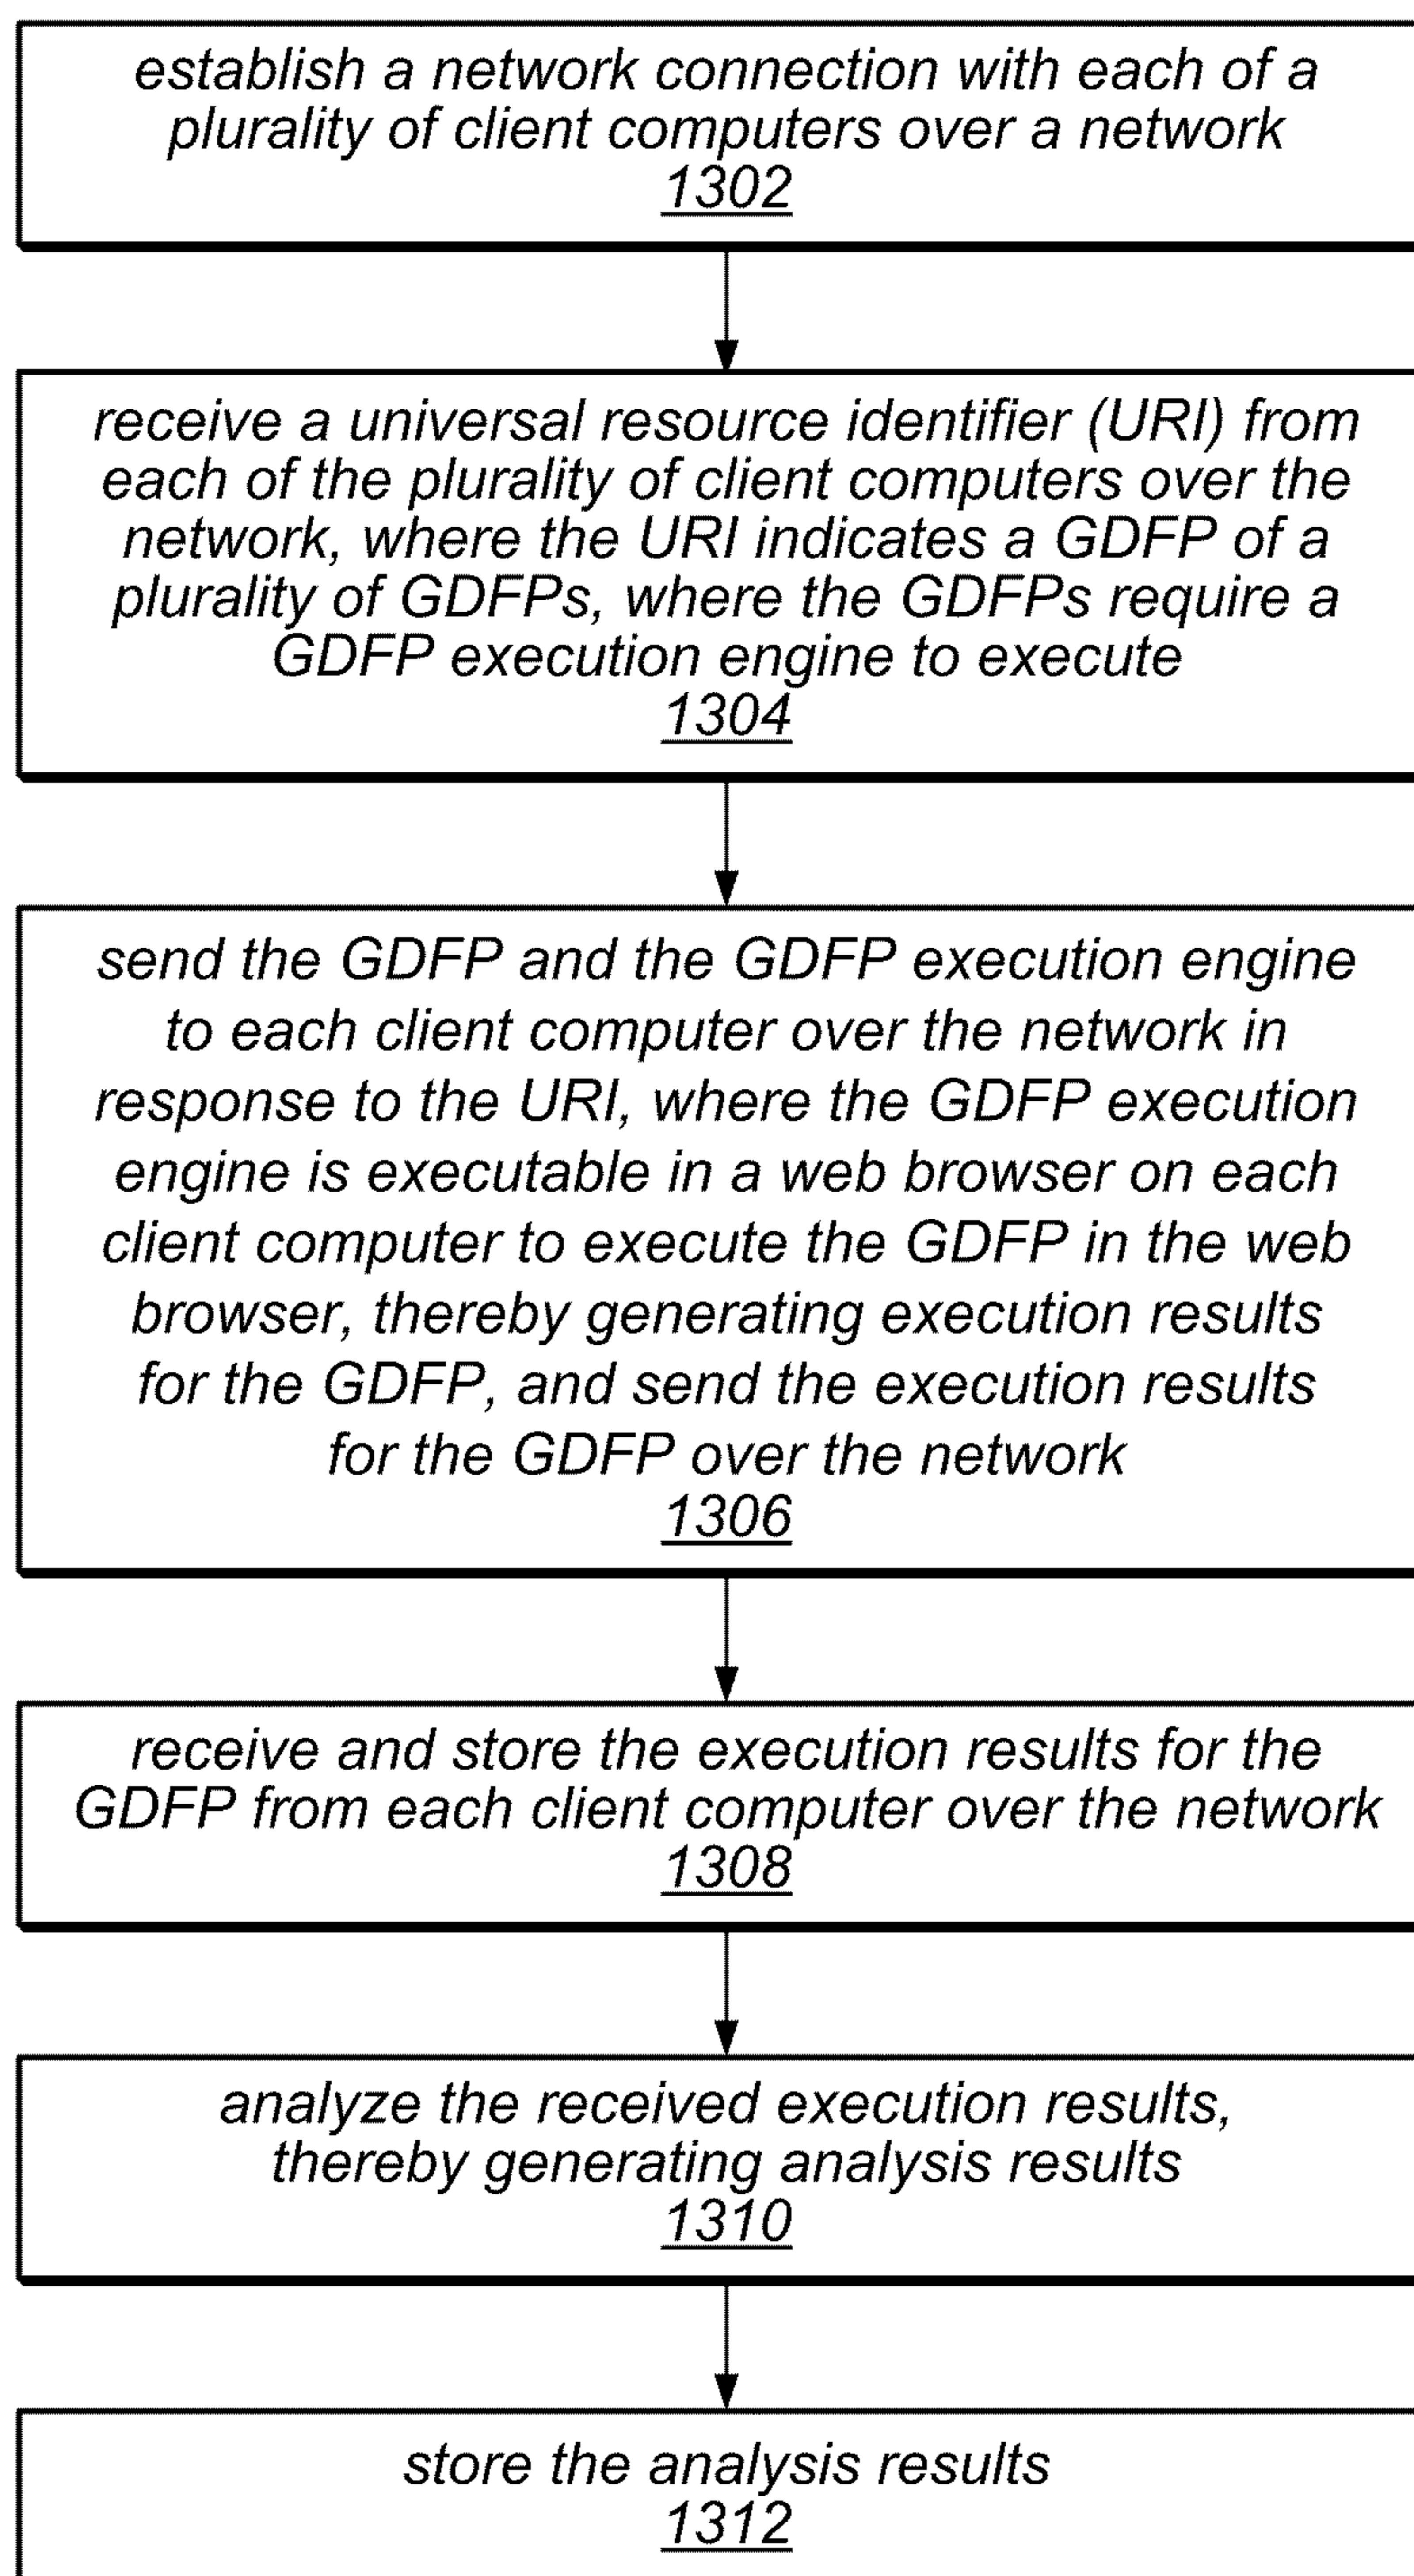 establish a network connection with each of a
plurality of client computers over a network
1302
receive a universal resource identifier (URI) from
each of the plurality of client computers over the
network, where the URI indicates a GDFP of a
plurality of GDFPs, where the GDFPs require a
GDFP execution engine to execute
1304
send the GDFP and the GDFP execution engine
to each client computer over the network in
response to the URI, where the GDFP execution
engine is executable in a web browser on each
client computer to execute the GDFP in the web
browser, thereby generating execution results
for the GDFP, and send the execution results
for the GDFP over the network
1306
receive and store the execution results for the
GDFP from each client computer over the network
1308
analyze the received execution results,
thereby generating analysis results
1310
store the analysis results
1312